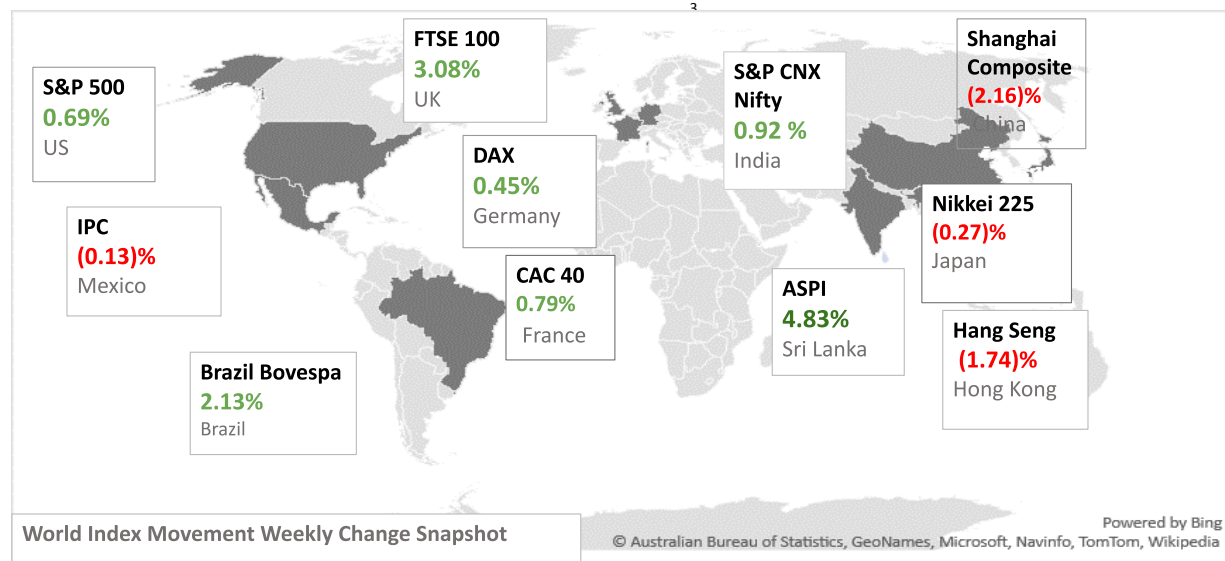 3
S&P 500
0.69%
US
FTSE 100
3.08%
UK
S&P CNX
Nifty
0.92 %
India
Shanghai
Composite
(2.16)%
China
DAX
0.45%
Germany
IPC
(0.13)%
Mexico
Nikkei 225
(0.27)%
Japan
CAC 40
0.79%
France
ASPI
4.83%
Sri Lanka
Hang Seng
(1.74)%
Hong Kong
Brazil Bovespa
2.13%
Brazil
World Index Movement Weekly Change Snapshot
Powered by Bing
© Australian Bureau of Statistics, GeoNames, Microsoft, Navinfo, TomTom, Wikipedia